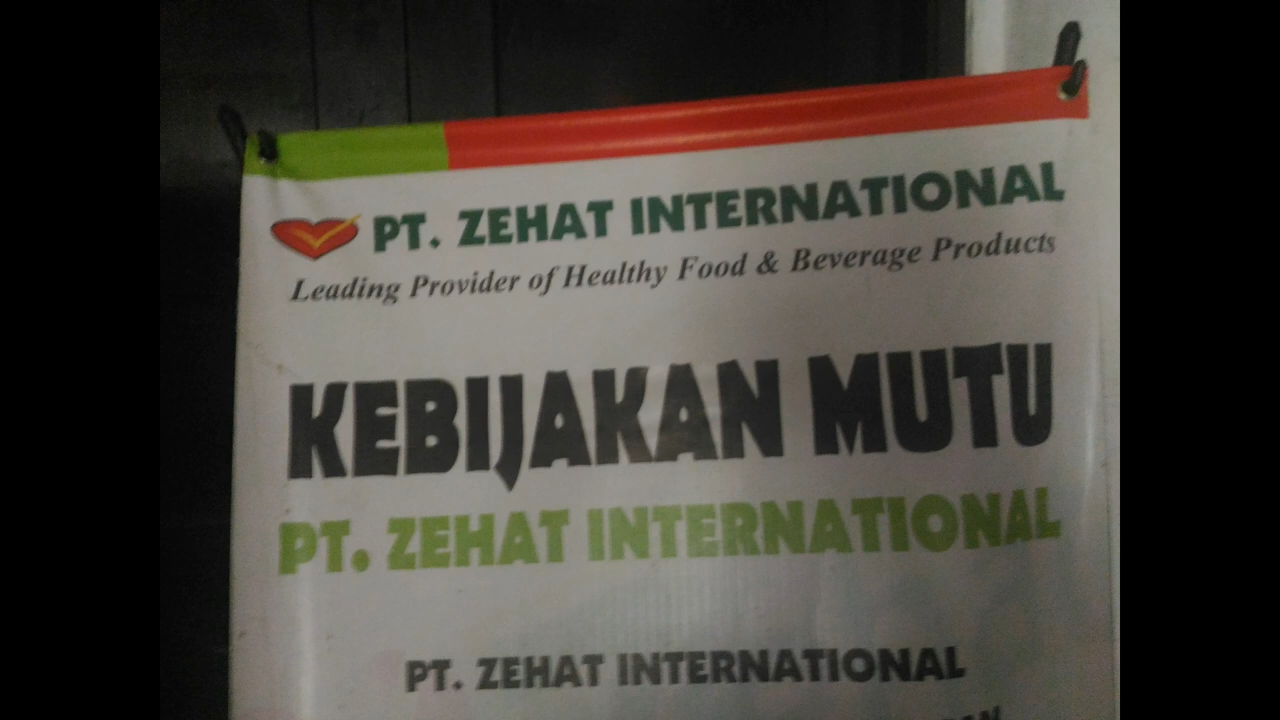 PT. ZEHAT INTERNATIONAL
Leading Provider of Healthy Food & Beverage Products
KEBIJAKAN MUTU
PT. ZEHAT INTERNATIONAL
PT. ZEHAT INTERNATIONAL